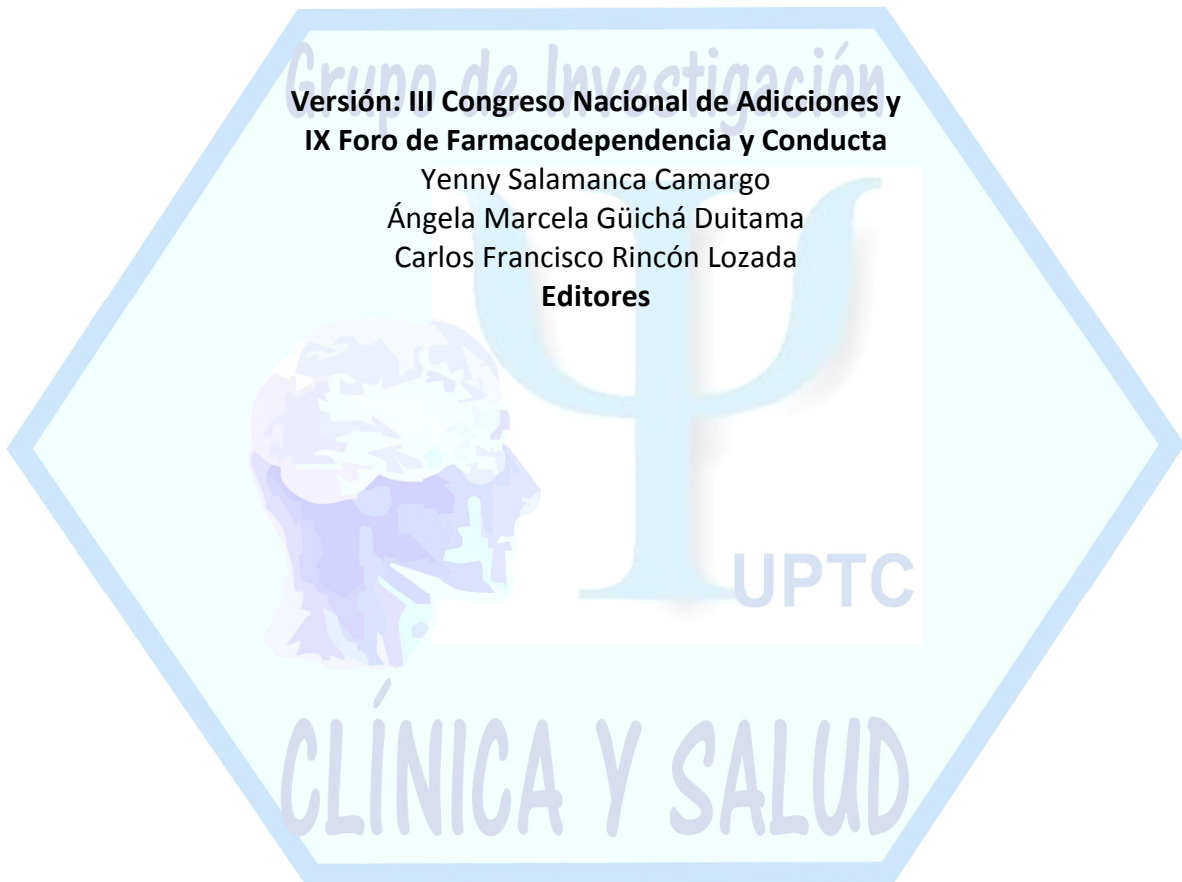 Grupo de Investigación
Versión: III Congreso Nacional de Adicciones y
IX Foro de Farmacodependencia y Conducta
Yenny Salamanca Camargo
Ángela Marcela Güichá Duitama
Carlos Francisco Rincón Lozada
Editores
UPTC
CLÍNICA Y SALUD